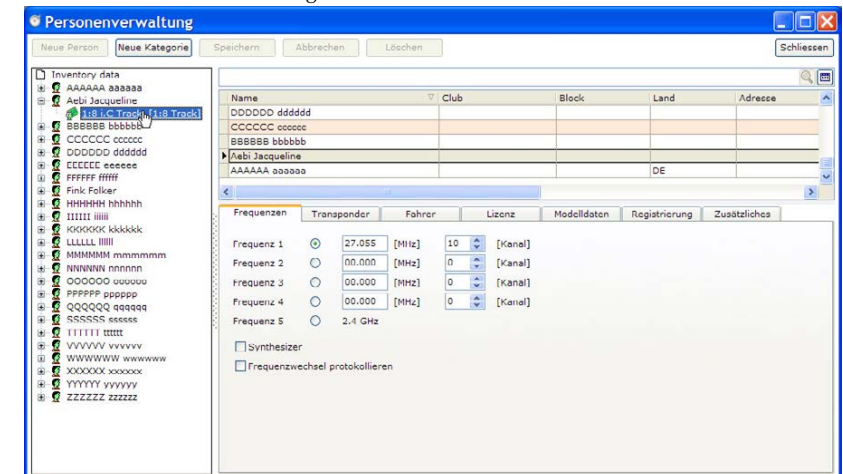 Personenverwaltung
Neue Person Neue Kategorie Speichern Abbrechen Löschen Schliessen
Inventory data
AAAAAA aaaaaa
Aebi Jacqueline
1:8 i.C Track [1:8 Track]
BBBBBB bbbbbb
CCCCCC cccccc
DDDDDD dddddd
EEEEEE eeeeee
FFFFFF ffffff
Fink Folker
HHHHHH hhhhhh
IIIIII iiiiii
KKKKKK kkkkkk
LLLLLL llllll
MMMMMM mmmmmm
NNNNNN nnnnnn
OOOOOO oooooo
PPPPPP pppppp
QQQQQQ qqqqqq
SSSSSS ssssss
TTTTTT tttttt
VVVVVV vvvvvv
WWWWWW wwwwww
XXXXXX xxxxxx
YYYYYY yyyyyy
ZZZZZZ zzzzzz
Name Club Block Land Adresse
DDDDDD dddddd
CCCCCC cccccc
BBBBBB bbbbbb
Aebi Jacqueline
AAAAAA aaaaaa DE
Frequenzen Transponder Fahrer Lizenz Modelldaten Registrierung Zusätzliches
Frequenz 1 27.055 [MHz] 10 [Kanal]
Frequenz 2 00.000 [MHz] 0 [Kanal]
Frequenz 3 00.000 [MHz] 0 [Kanal]
Frequenz 4 00.000 [MHz] 0 [Kanal]
Frequenz 5 2.4 GHz
Synthesizer
Frequenzwechsel protokollieren